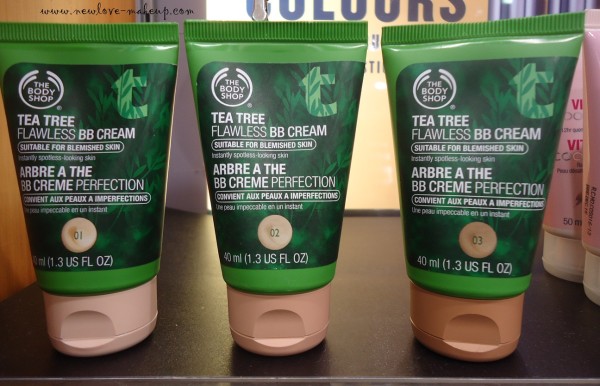 www.newlove-makeup.com
COLOURS
THE BODY SHOP
TEA TREE
FLAWLESS BB CREAM
SUITABLE FOR BLEMISHED SKIN
Instantly spotless-looking skin
ARBRE A THE
BB CREME PERFECTION
CONVIENT AUX PEAUX A IMPERFECTIONS
Une peau impeccable en un instant
01
40 ml (1.3 US FL OZ)
THE BODY SHOP
t
TEA TREE
FLAWLESS BB CREAM
SUITABLE FOR BLEMISHED SKIN
Instantly spotless-looking skin
ARBRE A THE
BB CREME PERFECTION
CONVIENT AUX PEAUX A IMPERFECTIONS
Une peau impeccable en un instant
02
40 ml (1.3 US FL OZ)
THE BODY SHOP
t
TEA TREE
FLAWLESS BB CREAM
SUITABLE FOR BLEMISHED SKIN
Instantly spotless-looking skin
ARBRE A THE
BB CREME PERFECTION
CONVIENT AUX PEAUX A IMPERFECTIONS
Une peau impeccable en un instant
03
40 ml (1.3 US FL OZ)
50 ml